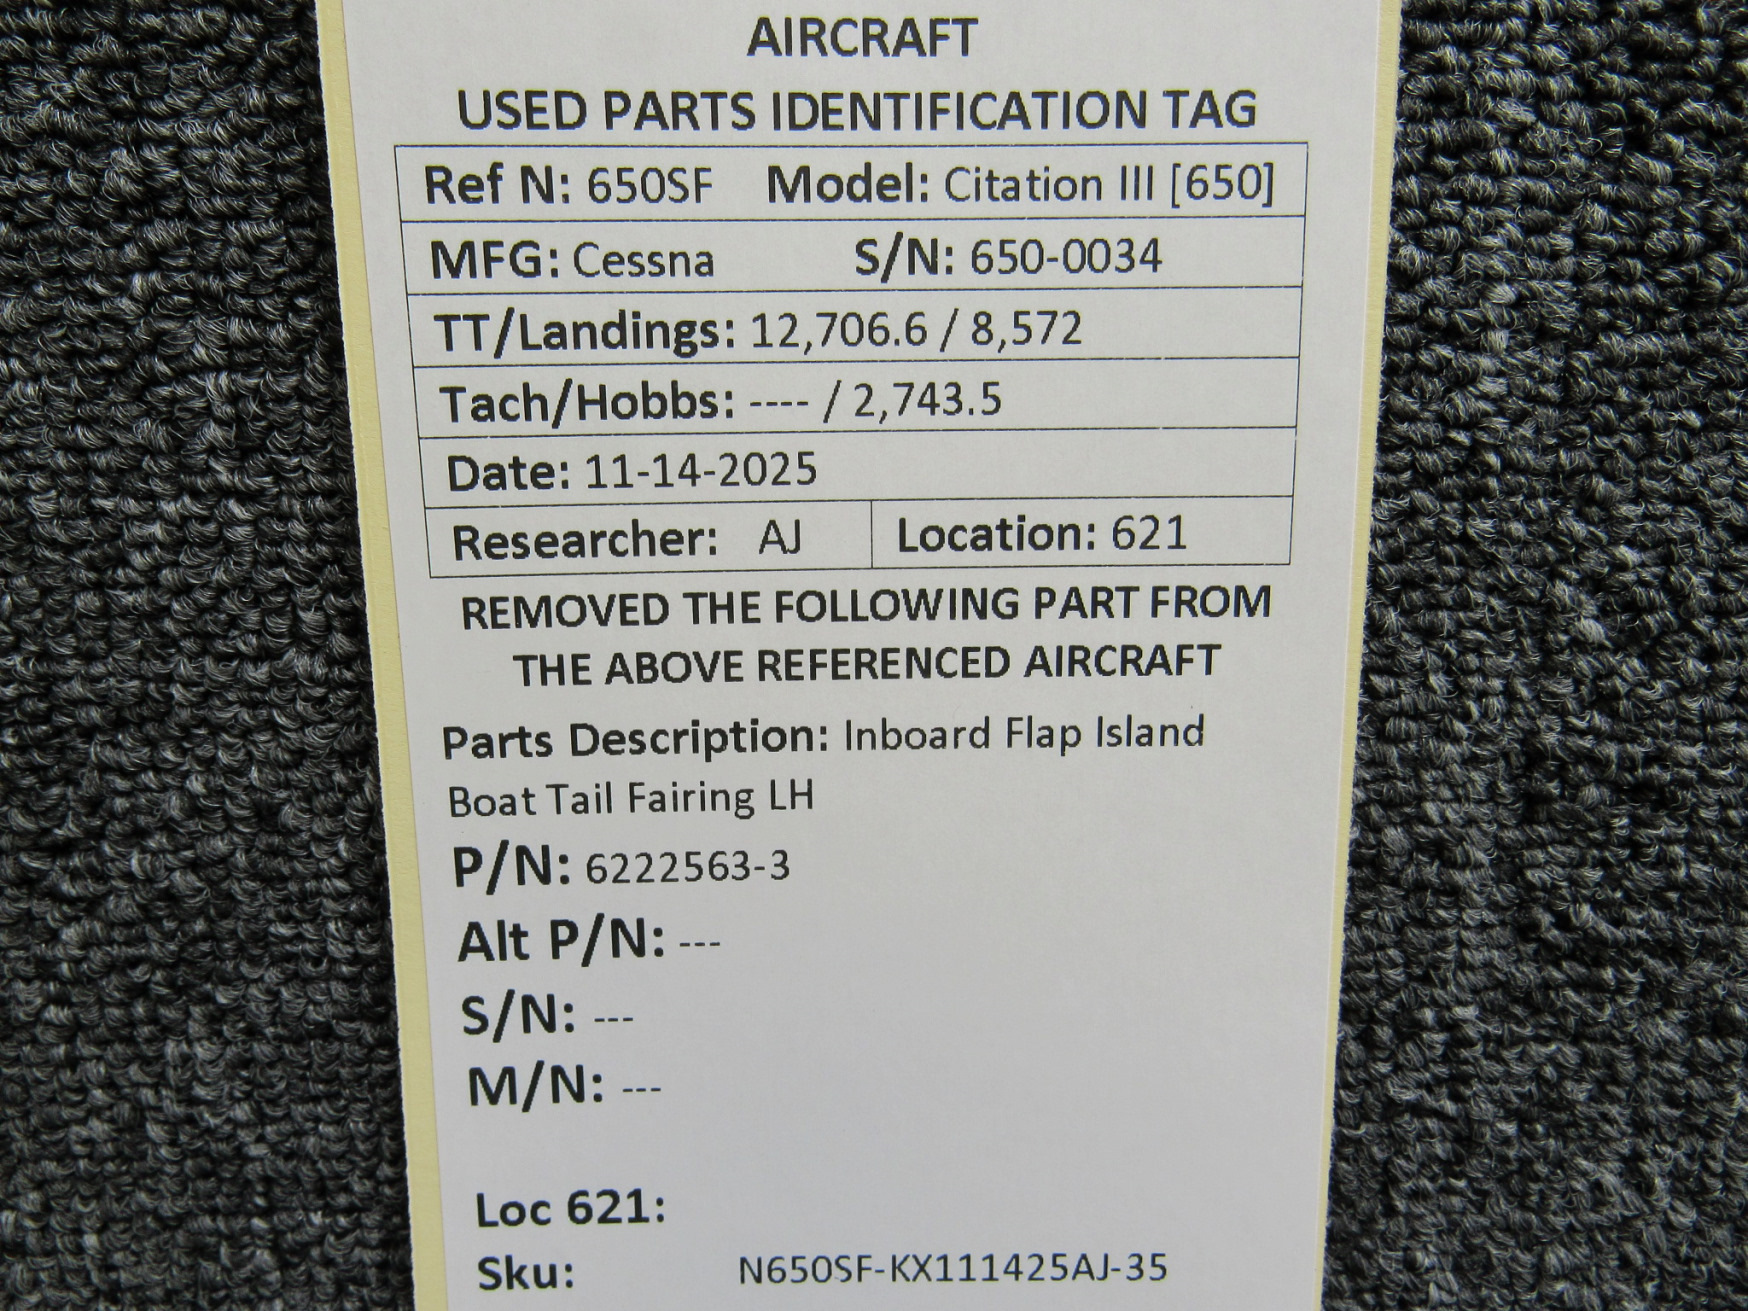 AIRCRAFT
USED PARTS IDENTIFICATION TAG
Ref N: 650SF Model: Citation III [650]
MFG: Cessna S/N: 650-0034
TT/Landings: 12,706.6 / 8,572
Tach/Hobbs: ---- / 2,743.5
Date: 11-14-2025
Researcher: AJ Location: 621
REMOVED THE FOLLOWING PART FROM
THE ABOVE REFERENCED AIRCRAFT
Parts Description: Inboard Flap Island
Boat Tail Fairing LH
P/N: 6222563-3
Alt P/N: ---
S/N: ---
M/N: ---
Loc 621:
Sku: N650SF-KX111425AJ-35